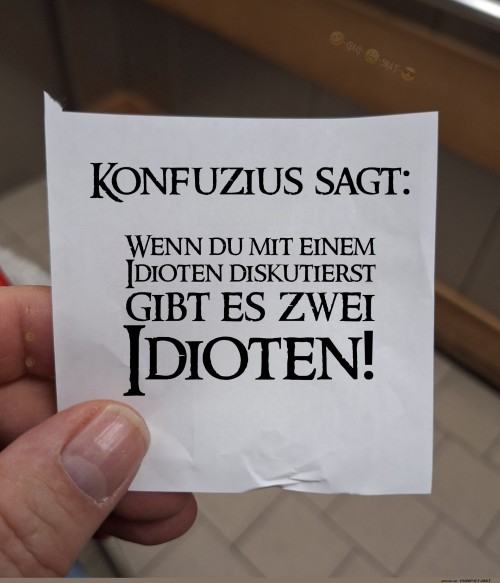 Konfuzius sagt:
Wenn du mit einem
Idioten diskutierst
gibt es zwei
Idioten!